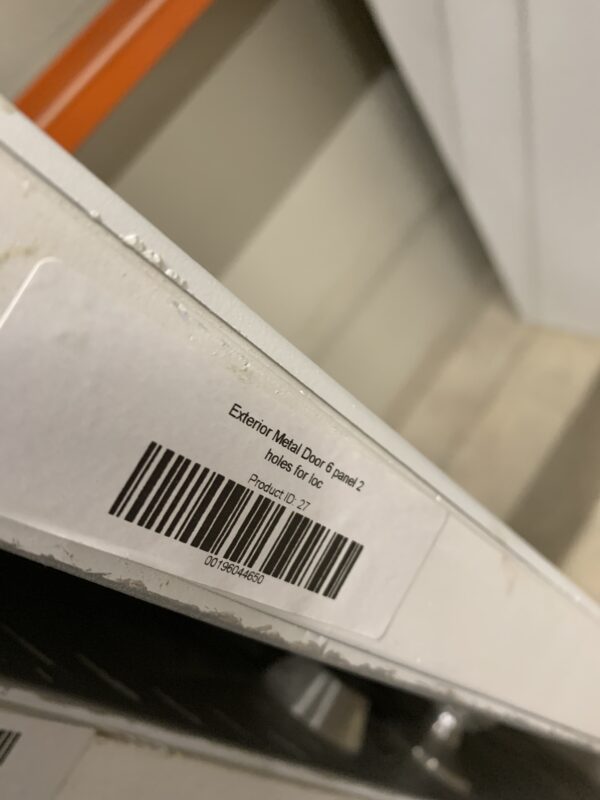 Exterior Metal Door 6 panel 2
holes for loc
Product ID: 27
00196044650